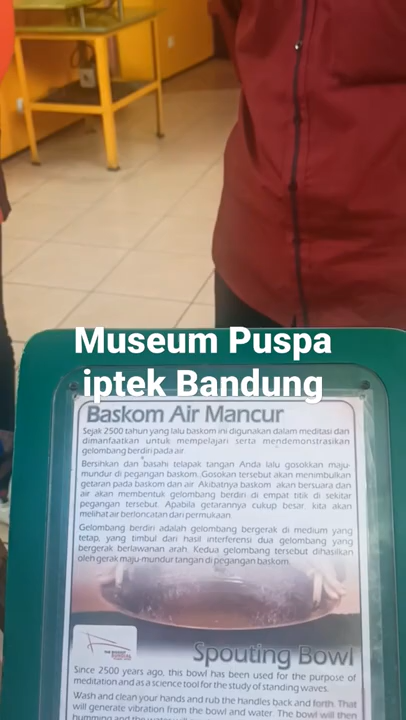 Museum Puspa
iptek Bandung
Baskom Air Mancur
Sejak 2500 tahun yang lalu baskom ini digunakan dalam meditasi dan
dimanfaatkan untuk mempelajari serta mendemonstrasikan
gelombang berdiri pada air
Bersihkan dan basahi telapak tangan Anda lalu gosokkan maju-
mundur di pegangan baskom. Gosokan tersebut akan menimbulkan
getaran pada baskom dan air. Akibatnya baskom akan bersuara dan
air akan membentuk gelombang berdiri di empat titik di sekitar
pegangan tersebut. Apabila getarannya cukup besar, kita akan
melihat air berloncatan dari permukaan.
Gelombang berdiri adalah gelombang bergerak di medium yang
tetap, yang timbul dari hasil interferensi dua gelombang yang
bergerak berlawanan arah. Kedua gelombang tersebut dihasilkan
oleh gerak maju-mundur tangan di pegangan baskom.
Spouting Bowl
Since 2500 years ago, this bowl has been used for the purpose of
meditation and as a science tool for the study of standing waves.
Wash and clean your hands and rub the handles back and forth. That
will generate vibration from the bowl and water. The bowl will then